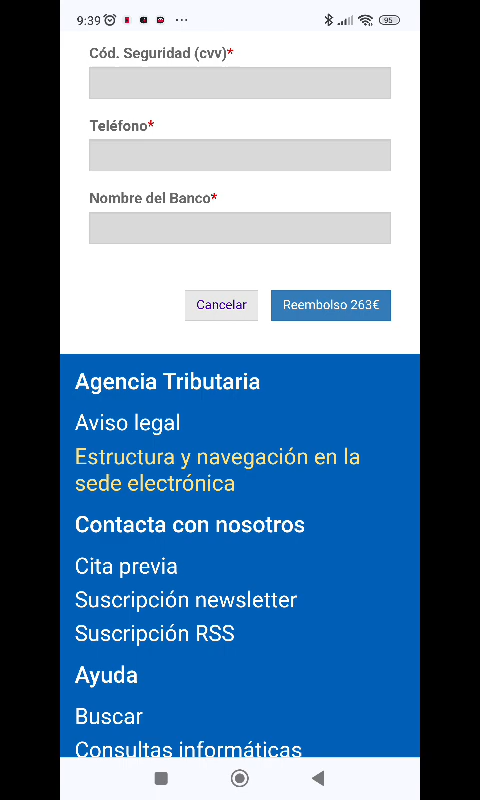 9:39
95
Cód. Seguridad (cvv)*
Teléfono*
Nombre del Banco*
Cancelar
Reembolso 263€
Agencia Tributaria
Aviso legal
Estructura y navegación en la
sede electrónica
Contacta con nosotros
Cita previa
Suscripción newsletter
Suscripción RSS
Ayuda
Buscar
Consultas informáticas